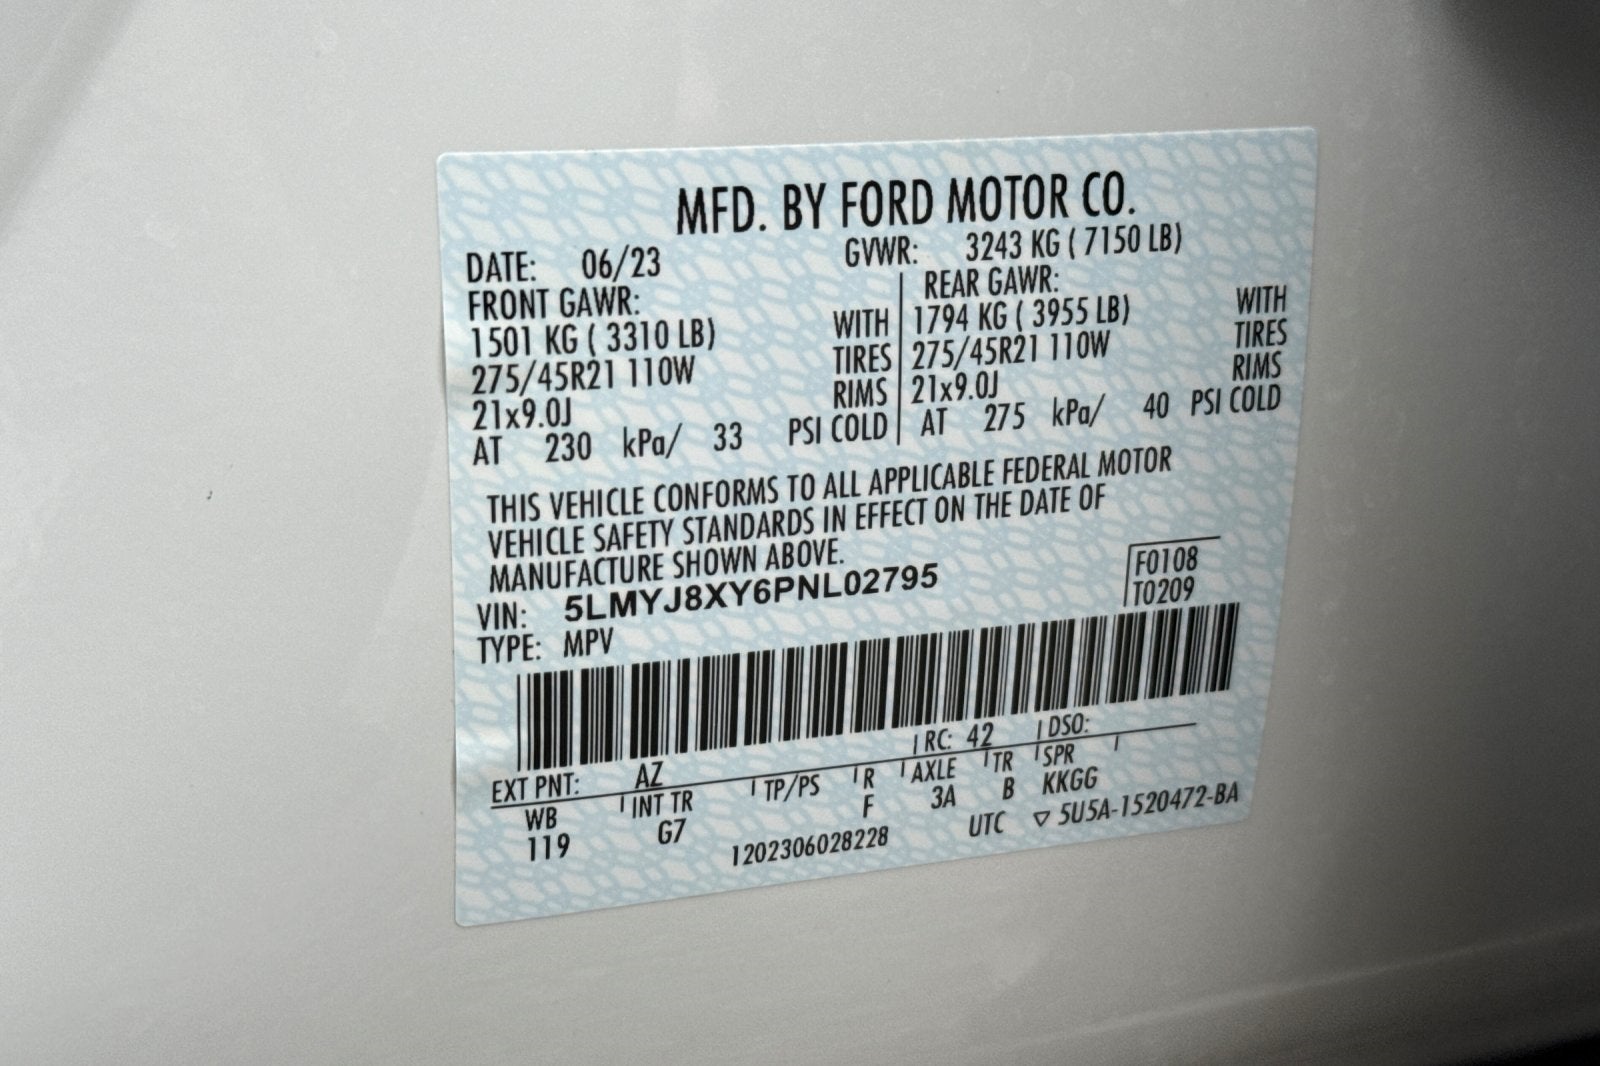 MFD. BY FORD MOTOR CO.
DATE: 06/23 GVWR: 3243 KG ( 7150 LB)
FRONT GAWR: REAR GAWR:
1501 KG ( 3310 LB) WITH 1794 KG ( 3955 LB) WITH
275/45R21 110W TIRES 275/45R21 110W TIRES
21x9.0J RIMS 21x9.0J RIMS
AT 230 kPa/ 33 PSI COLD AT 275 kPa/ 40 PSI COLD
THIS VEHICLE CONFORMS TO ALL APPLICABLE FEDERAL MOTOR
VEHICLE SAFETY STANDARDS IN EFFECT ON THE DATE OF
MANUFACTURE SHOWN ABOVE.
VIN: 5LMYJ8XY6PNL02795 F0108
TYPE: MPV T0209
EXT PNT: AZ RC: 42 DSO:
WB INT TR TP/PS R AXLE TR SPR
119 G7 F 3A B KKGG
1202306028228 UTC ▽ 5U5A-1520472-BA